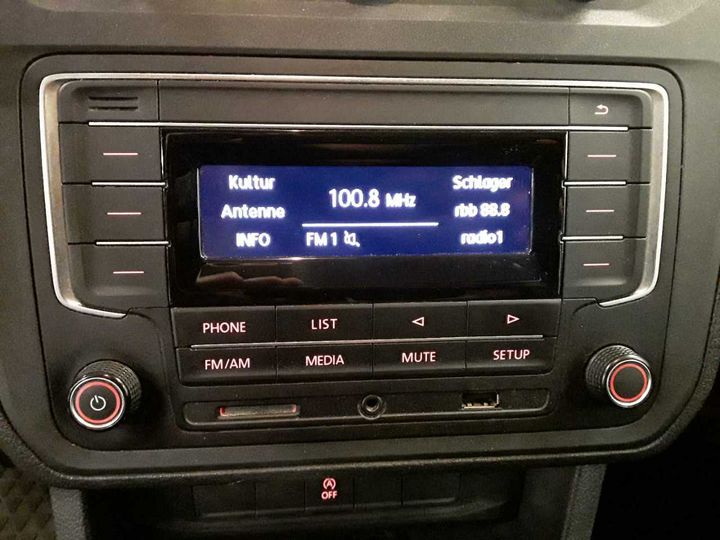 Kultur
100.8 MHz
Schlager
Antenne
rbb 88.8
INFO
FM 1
radio1
PHONE
LIST
FM/AM
MEDIA
MUTE
SETUP
A
OFF